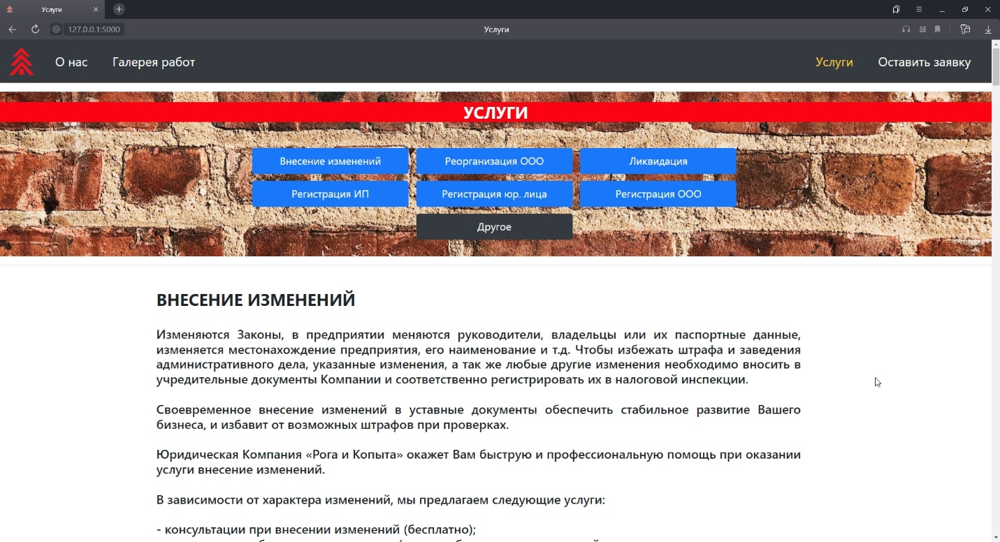 Услуги
127.0.0.1:5000
Услуги
О нас
Галерея работ
Услуги
Оставить заявку
УСЛУГИ
Внесение изменений
Реорганизация ООО
Ликвидация
Регистрация ИП
Регистрация юр. лица
Регистрация ООО
Другое
ВНЕСЕНИЕ ИЗМЕНЕНИЙ
Изменяются Законы, в предприятии меняются руководители, владельцы или их паспортные данные,
изменяется местонахождение предприятия, его наименование и т.д. Чтобы избежать штрафа и заведения
административного дела, указанные изменения, а так же любые другие изменения необходимо вносить в
учредительные документы Компании и соответственно регистрировать их в налоговой инспекции.
Своевременное внесение изменений в уставные документы обеспечить стабильное развитие Вашего
бизнеса, и избавит от возможных штрафов при проверках.
Юридическая Компания «Рога и Копыта» окажет Вам быструю и профессиональную помощь при оказании
услуги внесение изменений.
В зависимости от характера изменений, мы предлагаем следующие услуги:
- консультации при внесении изменений (бесплатно);